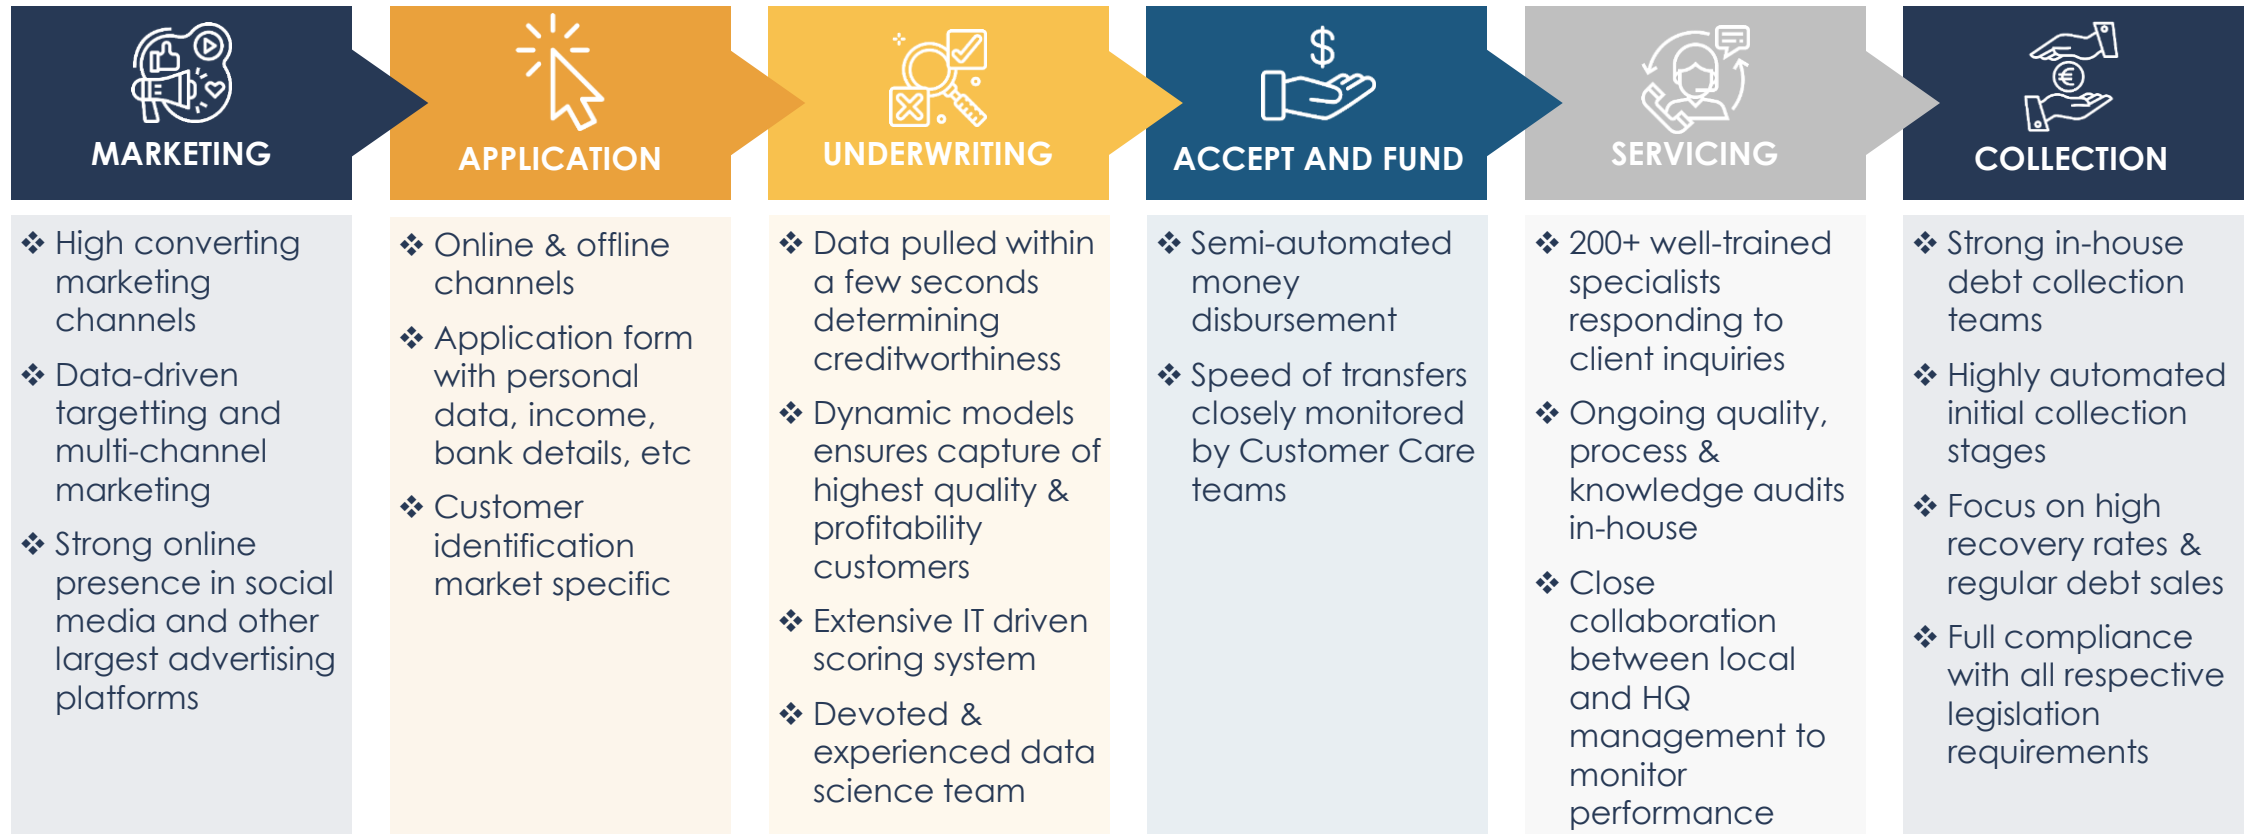 MARKETING
❖ High converting
marketing
channels
❖ Data-driven
targetting and
multi-channel
marketing
❖ Strong online
presence in social
media and other
largest advertising
platforms
APPLICATION
❖ Online & offline
channels
❖ Application form
with personal
data, income,
bank details, etc
❖ Customer
identification
market specific
UNDERWRITING
❖ Data pulled within
a few seconds
determining
creditworthiness
❖ Dynamic models
ensures capture of
highest quality &
profitability
customers
❖ Extensive IT driven
scoring system
❖ Devoted &
experienced data
science team
$
ACCEPT AND FUND
❖ Semi-automated
money
disbursement
❖ Speed of transfers
closely monitored
by Customer Care
teams
SERVICING
❖ 200+ well-trained
specialists
responding to
client inquiries
❖ Ongoing quality,
process &
knowledge audits
in-house
❖ Close
collaboration
between local
and HQ
management to
monitor
performance
€
COLLECTION
❖ Strong in-house
debt collection
teams
❖ Highly automated
initial collection
stages
❖ Focus on high
recovery rates &
regular debt sales
❖ Full compliance
with all respective
legislation
requirements